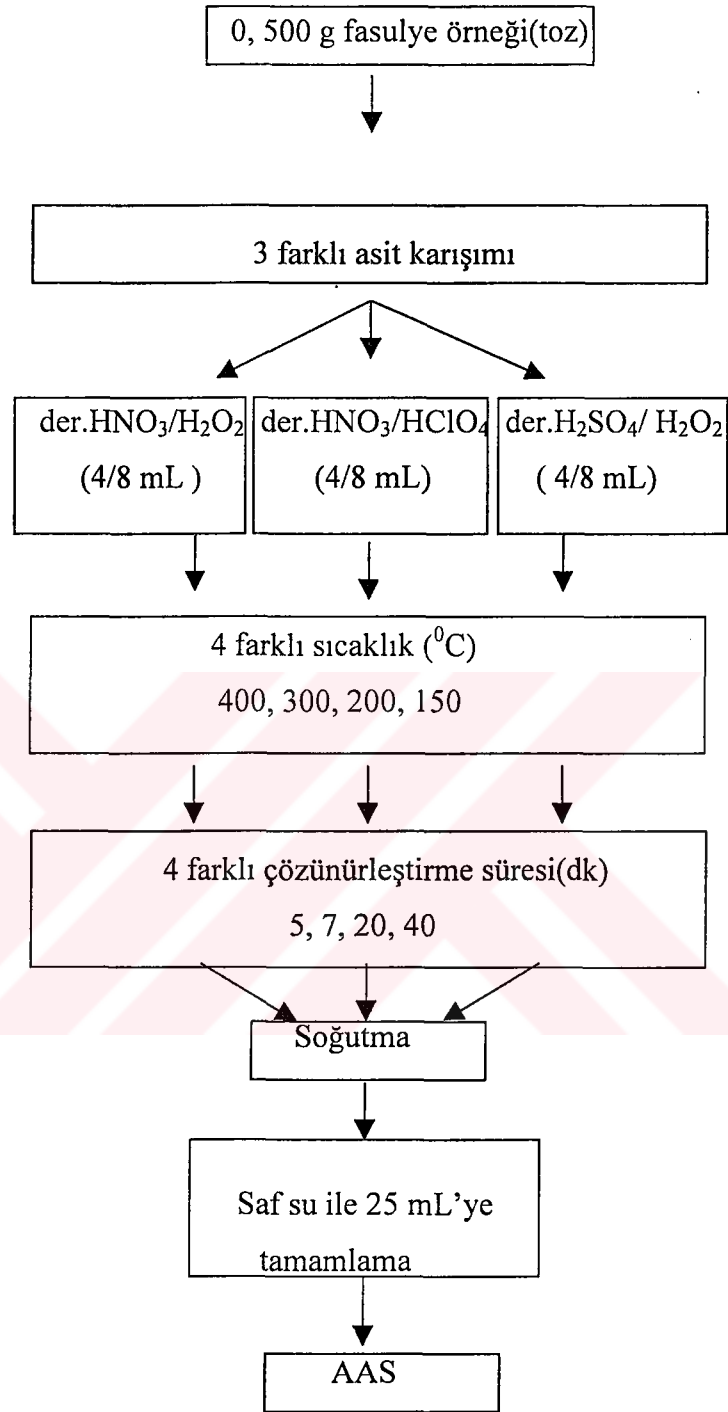 0, 500 g fasulye örneği(toz)
3 farklı asit karışımı
der.HNO₃/H₂O₂
(4/8 mL )
der.HNO₃/HClO₄
(4/8 mL)
der.H₂SO₄/ H₂O₂
( 4/8 mL)
4 farklı sıcaklık (⁰C)
400, 300, 200, 150
4 farklı çözünürleştirme süresi(dk)
5, 7, 20, 40
Soğutma
Saf su ile 25 mL’ye
tamamlama
AAS